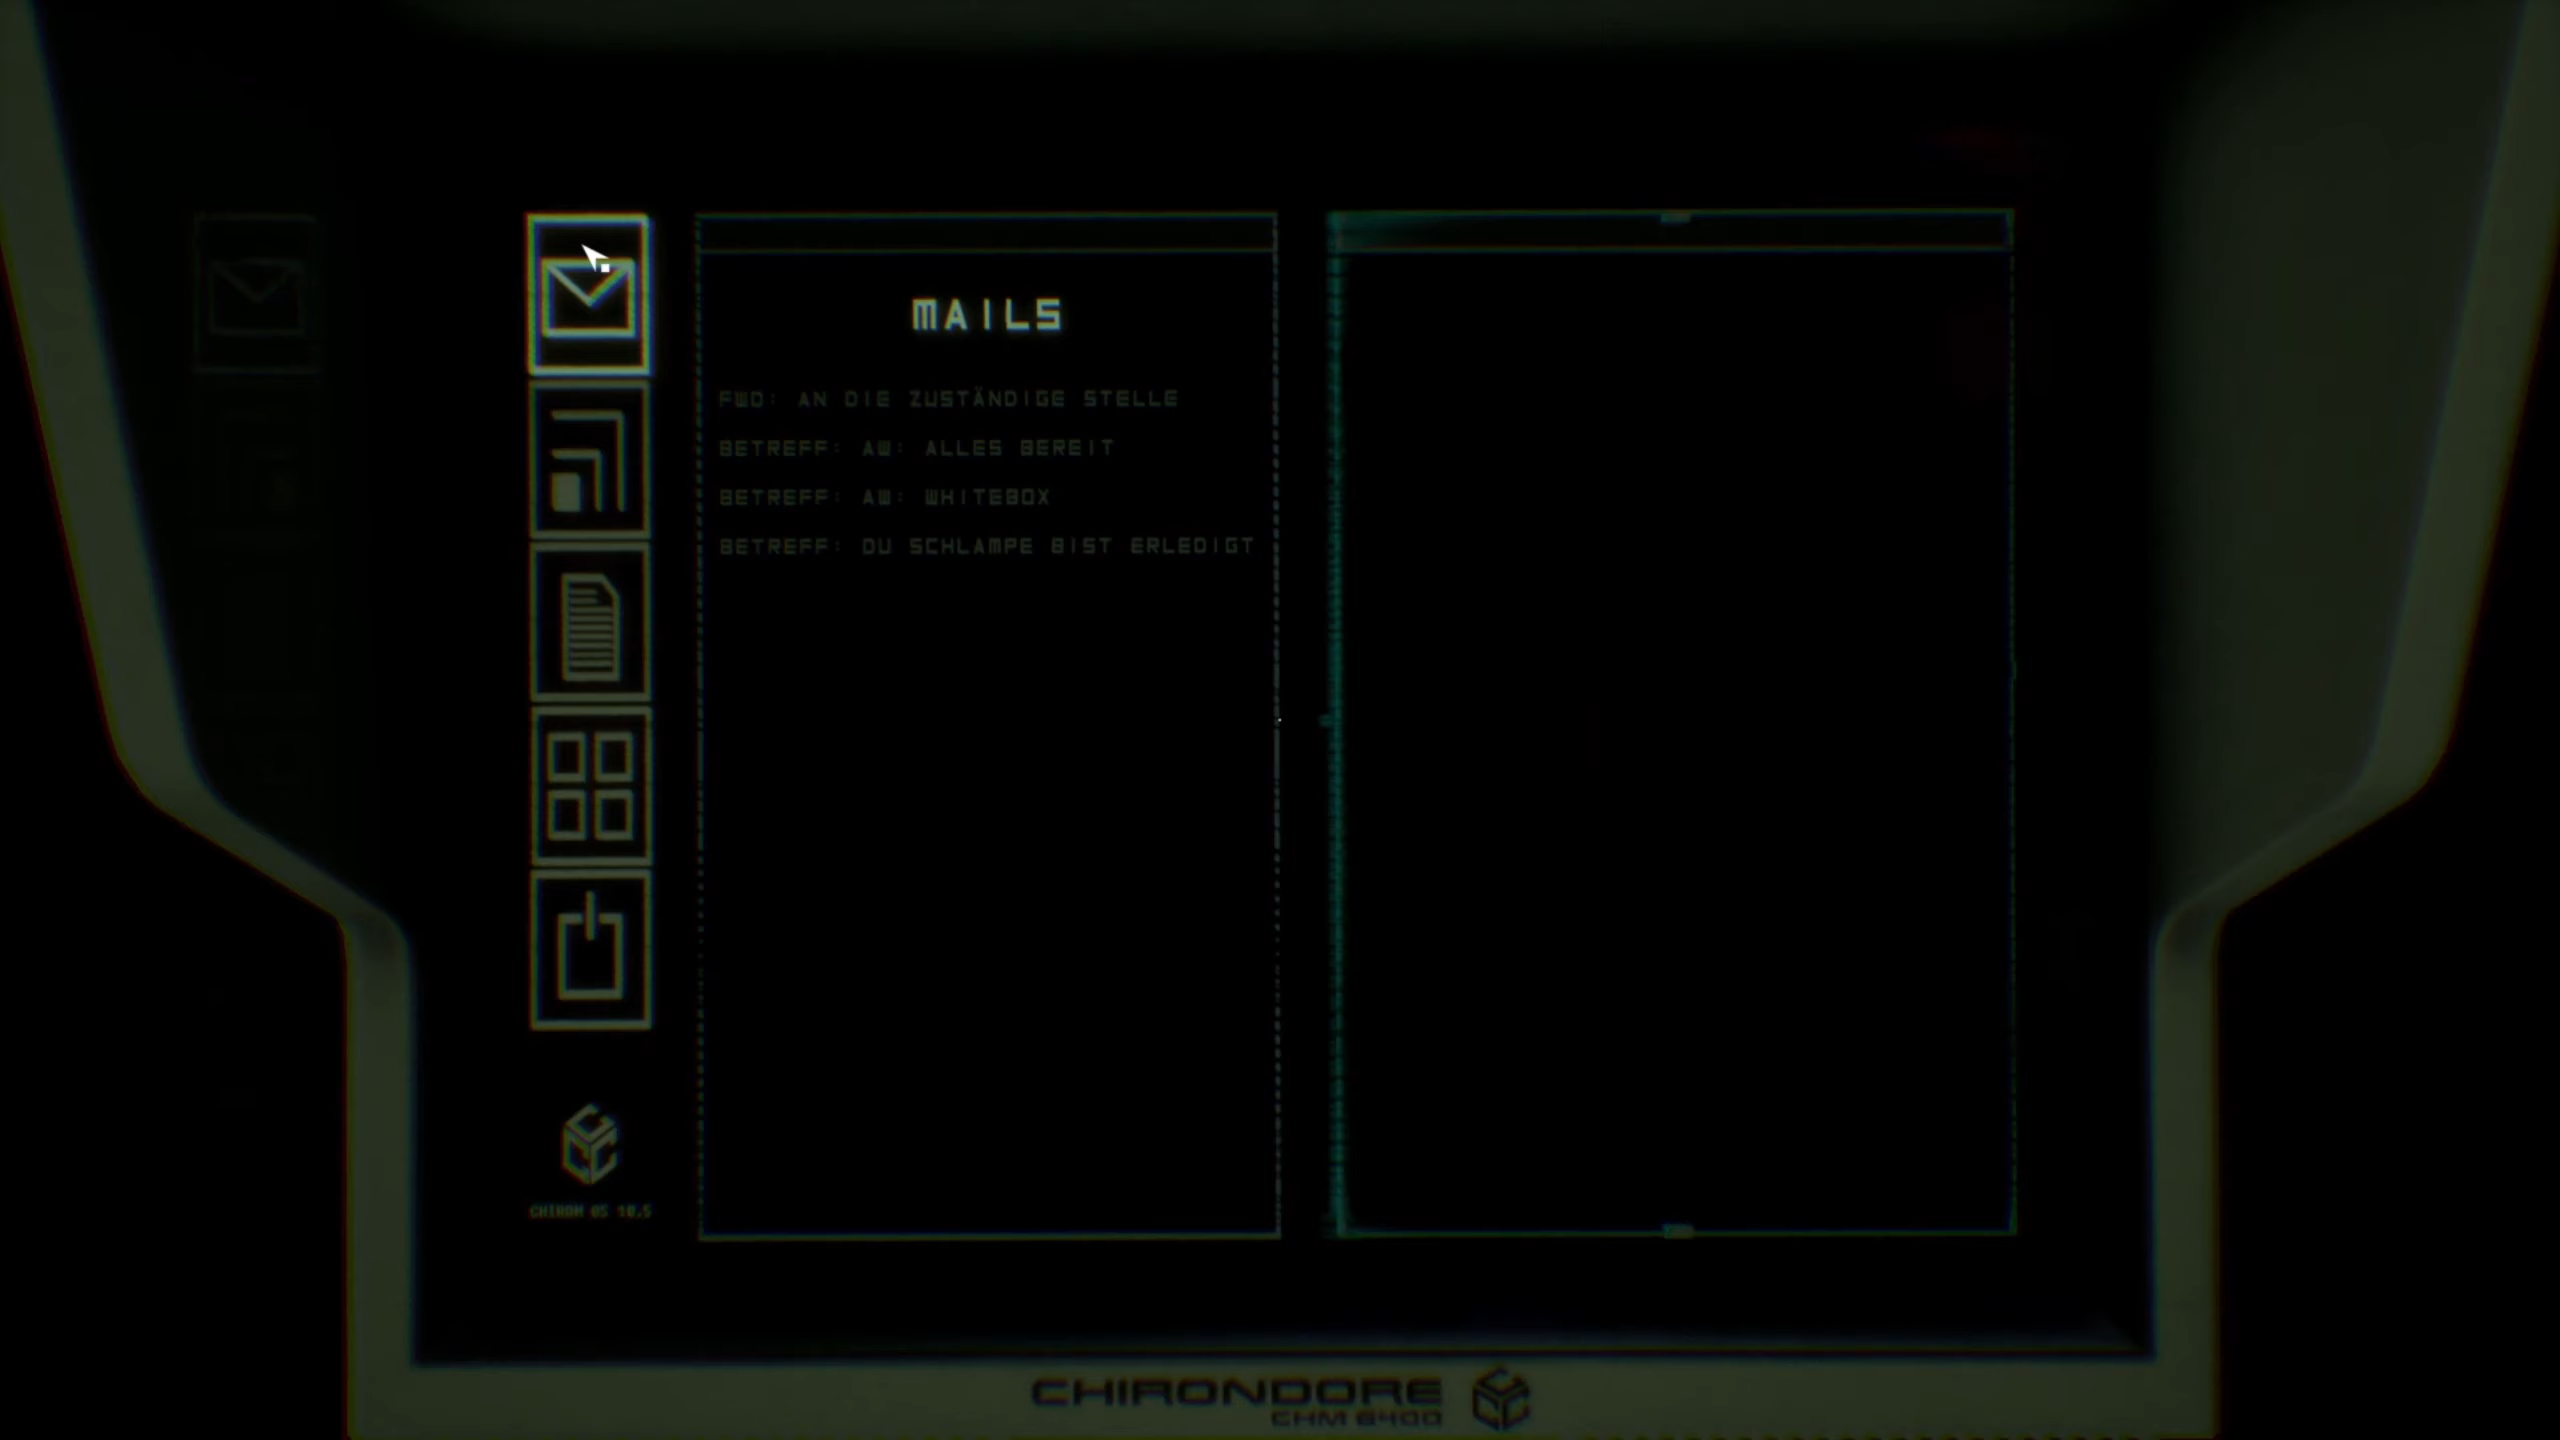 MAILS
FWD: AN DIE ZUSTÄNDIGE STELLE
BETREFF: AW: ALLES BEREIT
BETREFF: AW: WHITEBOX
BETREFF: DU SCHLAMPE BIST ERLEDIGT
CHIRON OS 10.5
CHIRONDORE
CHM 6400